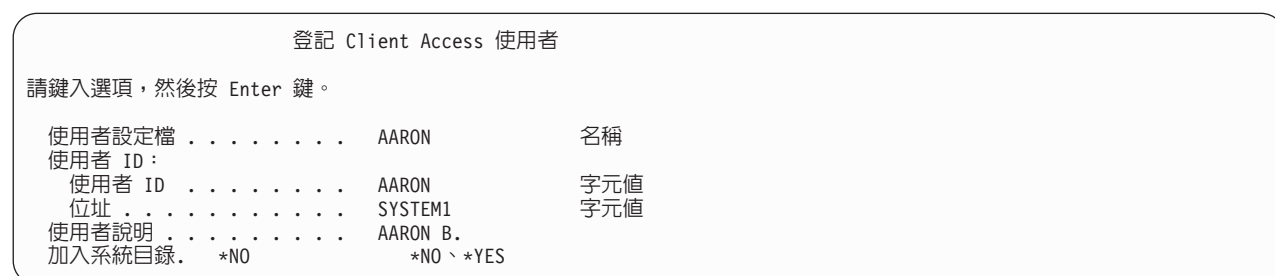 登記 Client Access 使用者
請鍵入選項，然後按 Enter 鍵。
使用者設定檔 . . . . . . . . AARON 名稱
使用者 ID：
使用者 ID . . . . . . . . AARON 字元值
位址 . . . . . . . . . . . SYSTEM1 字元值
使用者說明 . . . . . . . . . AARON B.
加入系統目錄. *NO *NO、*YES